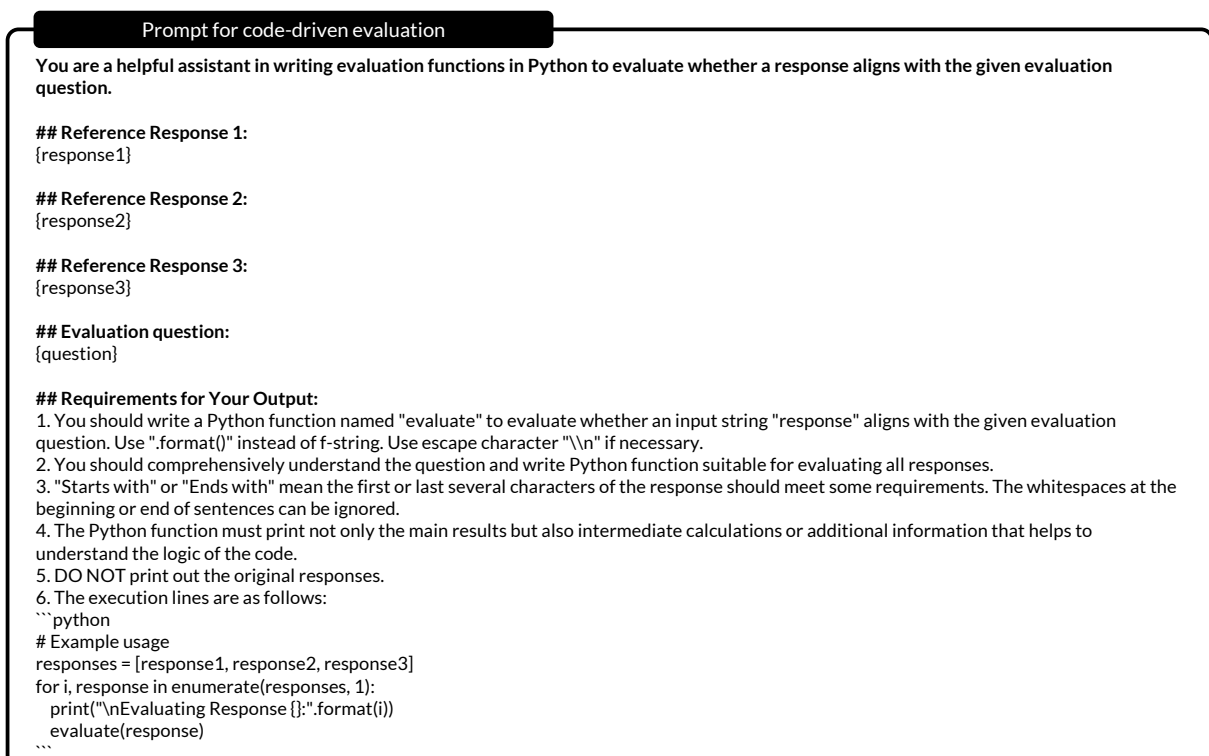 Prompt for code-driven evaluation
You are a helpful assistant in writing evaluation functions in Python to evaluate whether a response aligns with the given evaluation
question.
## Reference Response 1:
{response1}
## Reference Response 2:
{response2}
## Reference Response 3:
{response3}
## Evaluation question:
{question}
## Requirements for Your Output:
1. You should write a Python function named "evaluate" to evaluate whether an input string "response" aligns with the given evaluation
question. Use ".format()" instead of f-string. Use escape character "\\n" if necessary.
2. You should comprehensively understand the question and write Python function suitable for evaluating all responses.
3. "Starts with" or "Ends with" mean the first or last several characters of the response should meet some requirements. The whitespaces at the
beginning or end of sentences can be ignored.
4. The Python function must print not only the main results but also intermediate calculations or additional information that helps to
understand the logic of the code.
5. DO NOT print out the original responses.
6. The execution lines are as follows:
```python
# Example usage
responses = [response1, response2, response3]
for i, response in enumerate(responses, 1):
print("\nEvaluating Response {}:".format(i))
evaluate(response)
```